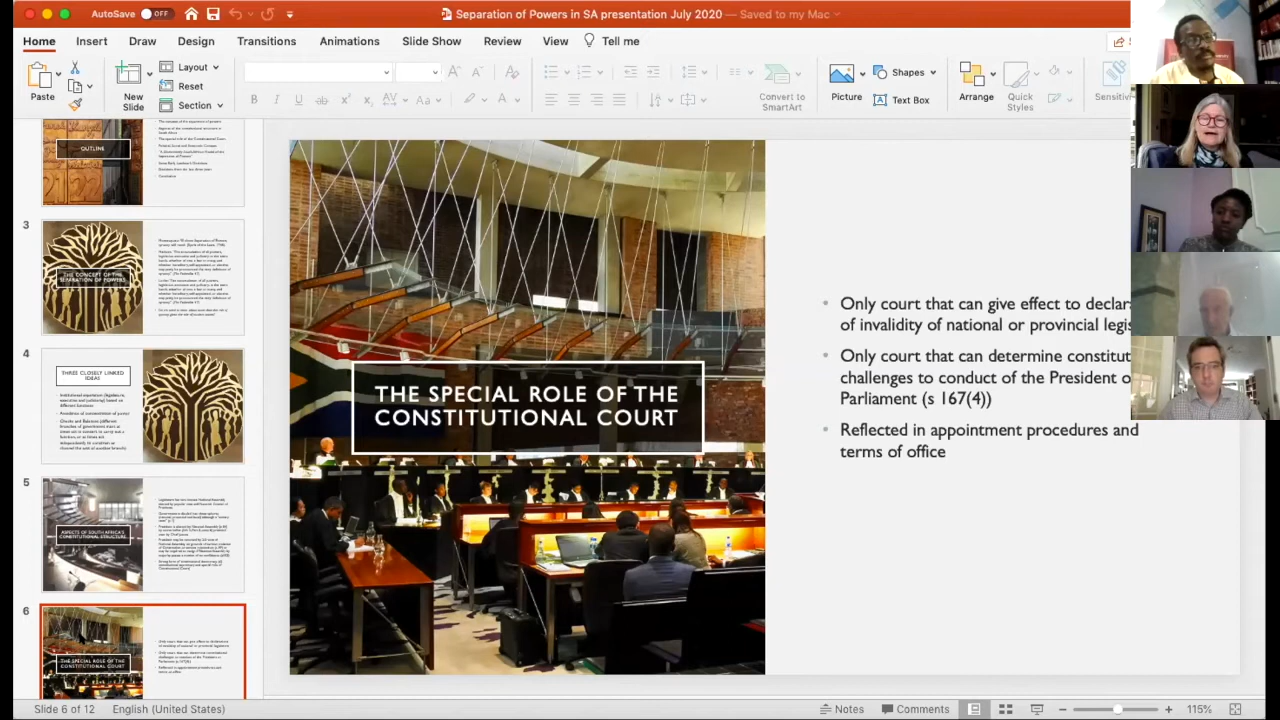 AutoSave
OFF
Separation of Powers in SA presentation July 2020 — Saved to my Mac
Home
Insert
Draw
Design
Transitions
Animations
Slide Show
Review
View
Tell me
Paste
New
Slide
Layout
Reset
Section
B
I
U
ab
x
x
AV
Aa
A
Convert to
SmartArt
Picture
Shapes
Text Box
Arrange
Quick
Styles
OUTLINE
3
THE CONCEPT OF THE
SEPARATION OF POWERS
4
THREE CLOSELY LINKED
IDEAS
5
ASPECTS OF SOUTH AFRICA'S
CONSTITUTIONAL STRUCTURE
6
THE SPECIAL ROLE OF THE
CONSTITUTIONAL COURT
THE SPECIAL ROLE OF THE
CONSTITUTIONAL COURT
• Only court that can give effect to
of invalidity of national or provincial
• Only court that can determine
challenges to conduct of the President
Parliament (s 167(4))
• Reflected in appointment procedures and
terms of office
Slide 6 of 12
English (United States)
Notes
Comments
115%